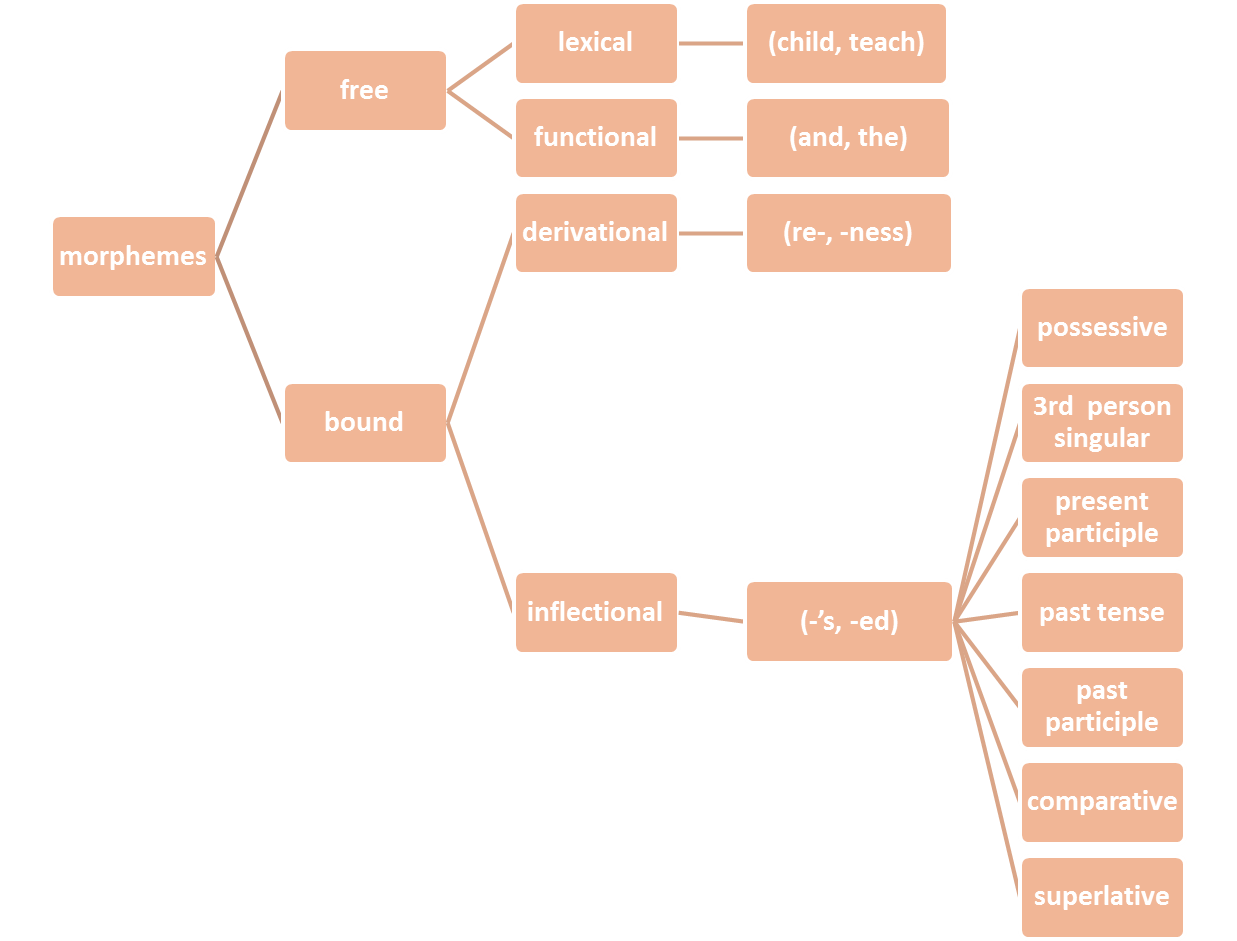 lexical
(child, teach)
free
functional
(and, the)
derivational
(re-, -ness)
morphemes
possessive
3rd  person
singular
bound
present
participle
inflectional
(-’s, -ed)
past tense
past
participle
comparative
superlative